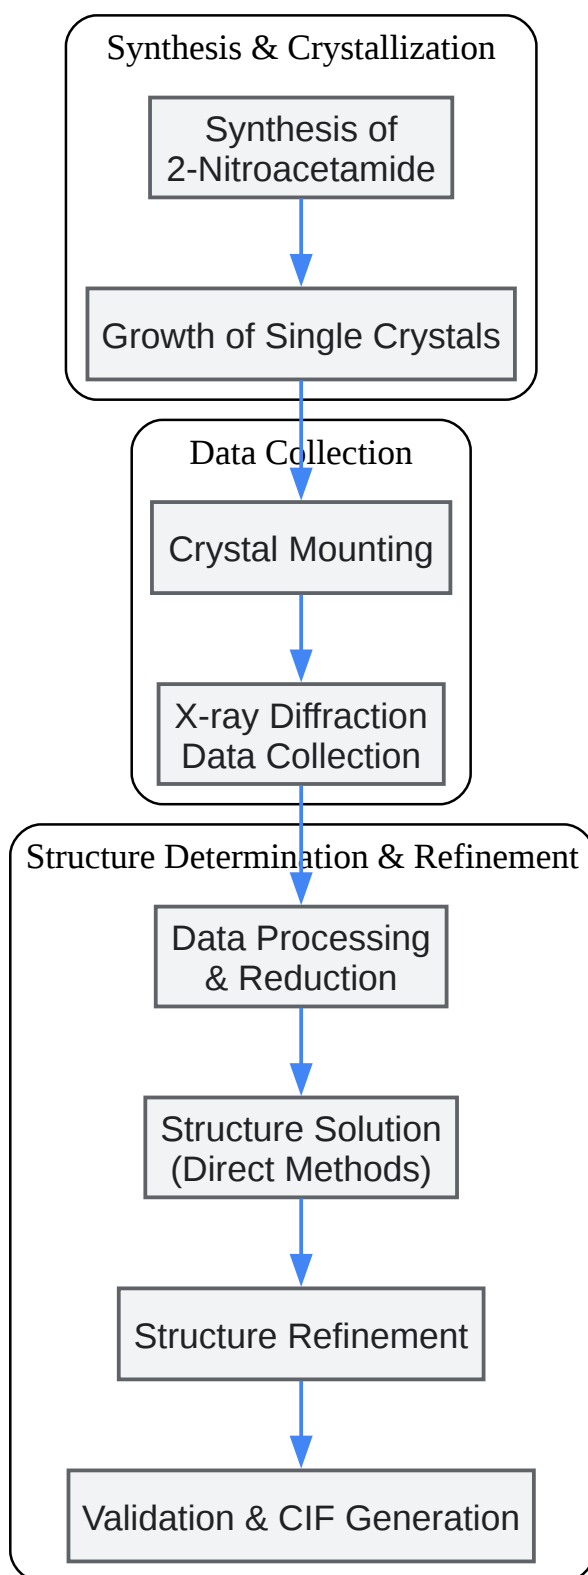 Synthesis & Crystallization
Synthesis of
2-Nitroacetamide
Growth of Single Crystals
Data Collection
Crystal Mounting
X-ray Diffraction
Data Collection
Structure Determination & Refinement
Data Processing
& Reduction
Structure Solution
(Direct Methods)
Structure Refinement
Validation & CIF Generation